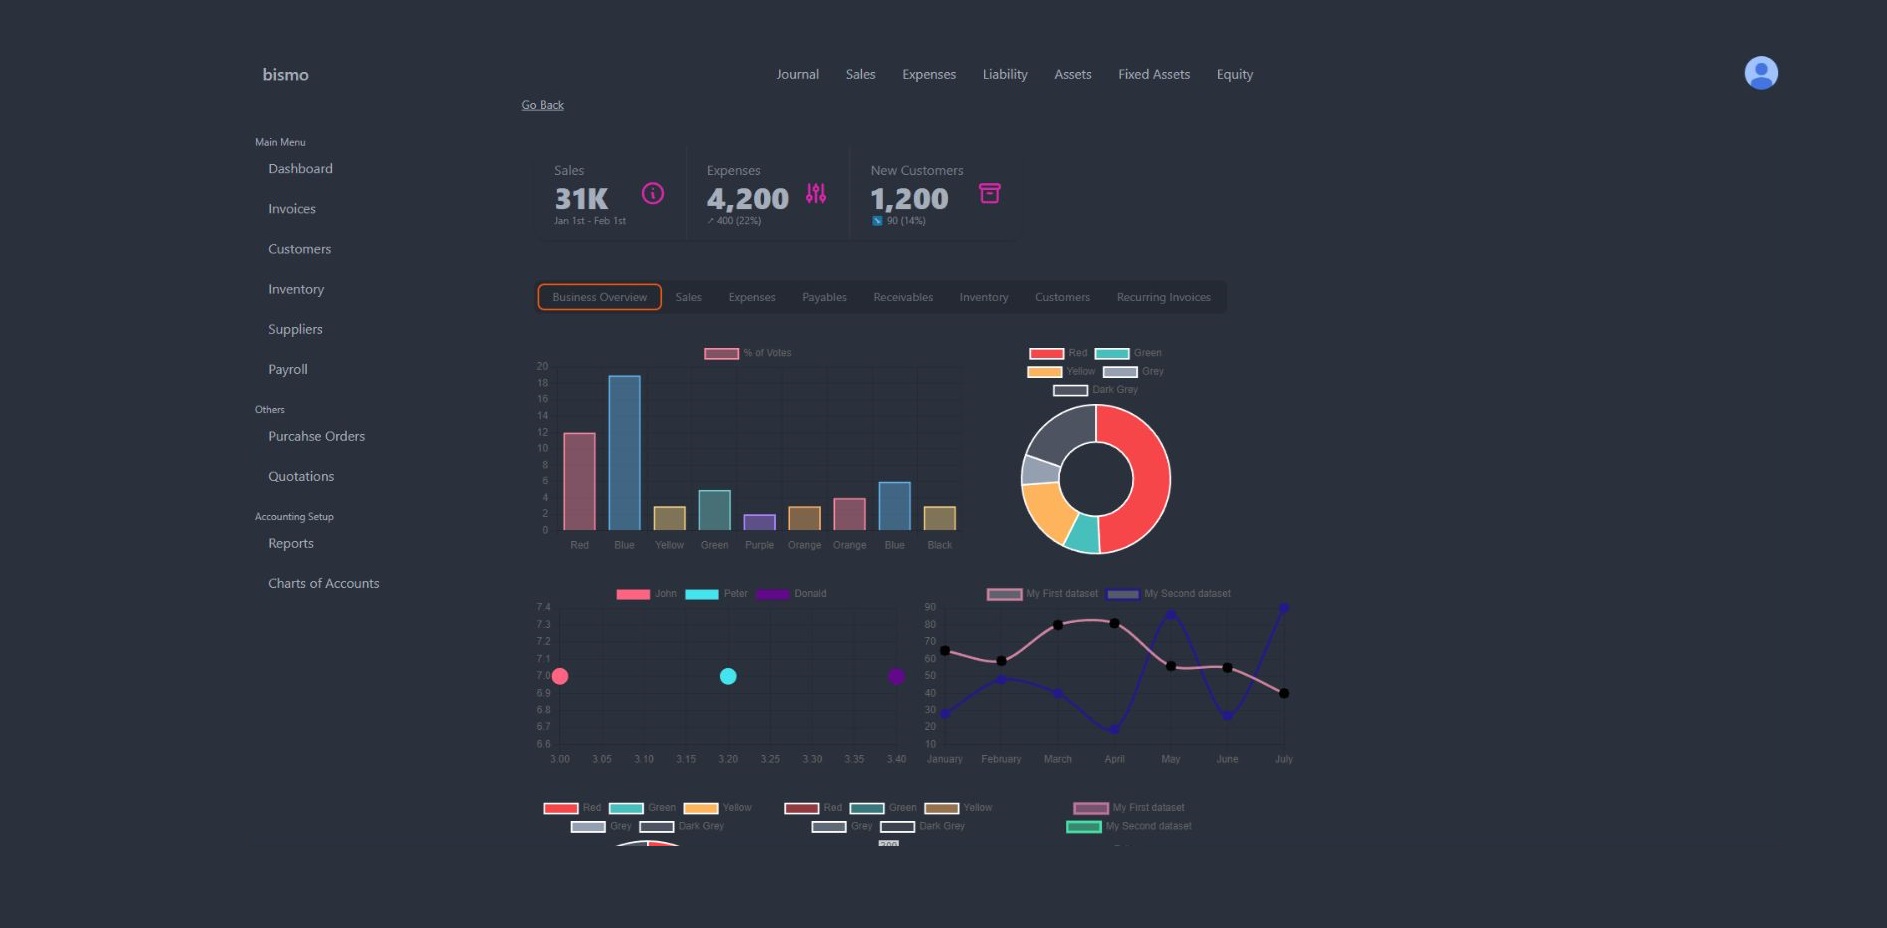 bismo
Journal Sales Expenses Liability Assets Fixed Assets Equity
Go Back
Main Menu
Dashboard
Invoices
Customers
Inventory
Suppliers
Payroll
Others
Purcahse Orders
Quotations
Accounting Setup
Reports
Charts of Accounts
Sales
31K
Jan 1st - Feb 1st
Expenses
4,200
↗ 400 (22%)
New Customers
1,200
↘ 90 (14%)
Business Overview Sales Expenses Payables Receivables Inventory Customers Recurring Invoices
% of Votes
20
18
16
14
12
10
8
6
4
2
0
Red Blue Yellow Green Purple Orange Orange Blue Black
Red Green
Yellow Grey
Dark Grey
John Peter Donald
7.4
7.3
7.2
7.1
7.0
6.9
6.8
6.7
6.6
3.00 3.05 3.10 3.15 3.20 3.25 3.30 3.35 3.40
My First dataset My Second dataset
90
80
70
60
50
40
30
20
10
January February March April May June July
Red Green Yellow
Grey Dark Grey
Red Green Yellow
Grey Dark Grey
My First dataset
My Second dataset